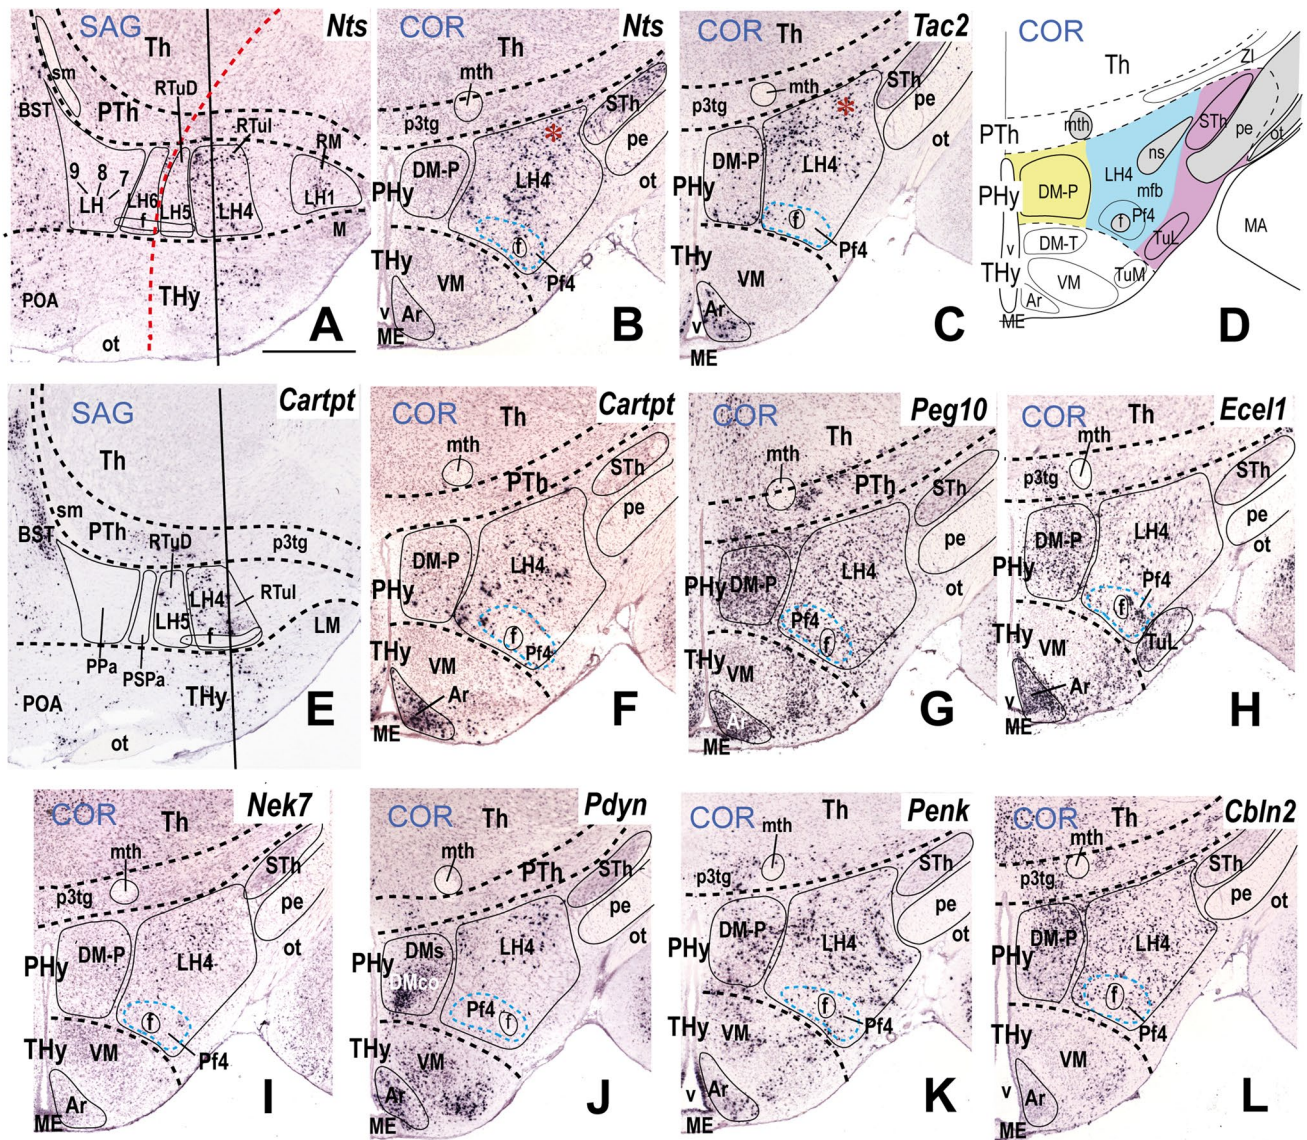 SAG
Nts
Th
sm
RTuD
BST
PTh
RTuI
RM
9
8
7
LH
LH6
LH5
LH4
LH1
f
M
POA
THy
ot
A
COR
Nts
Th
mth
p3tg
STh
pe
ot
DM-P
PHy
LH4
f
THy
VM
Pf4
Ar
v
ME
B
*
COR
Tac2
Th
mth
p3tg
STh
pe
ot
DM-P
PHy
LH4
f
Pf4
THy
VM
Ar
v
ME
C
*
COR
Th
ZI
PTh
mth
STh
pe
ot
ns
LH4
mfb
DM-P
PHy
f
Pf4
DM-T
TuL
MA
v
THy
VM
TuM
Ar
ME
D
SAG
Cartpt
Th
sm
BST
PTh
RTuD
p3tg
LH4
RTuI
LH5
f
LM
PPa
PSPa
THy
POA
ot
E
COR
Cartpt
Th
mth
PTh
STh
pe
ot
DM-P
LH4
PHy
f
Pf4
THy
VM
Ar
ME
F
COR
Peg10
Th
mth
PTh
STh
pe
ot
PHy
DM-P
LH4
Pf4
f
THy
VM
Ar
ME
G
COR
Ecel1
Th
mth
p3tg
STh
pe
ot
DM-P
LH4
PHy
Pf4
f
TuL
THy
VM
Ar
v
ME
H
COR
Nek7
Th
mth
p3tg
STh
pe
ot
DM-P
LH4
PHy
f
THy
VM
Pf4
Ar
ME
I
COR
Pdyn
Th
mth
PTh
STh
pe
ot
DMs
LH4
PHy
DMco
Pf4
f
THy
VM
Ar
ME
J
COR
Penk
Th
mth
p3tg
STh
pe
ot
DM-P
LH4
PHy
f
Pf4
THy
VM
Ar
v
ME
K
COR
Cbln2
Th
mth
p3tg
STh
pe
ot
DM-P
LH4
PHy
f
Pf4
THy
VM
Ar
v
ME
L